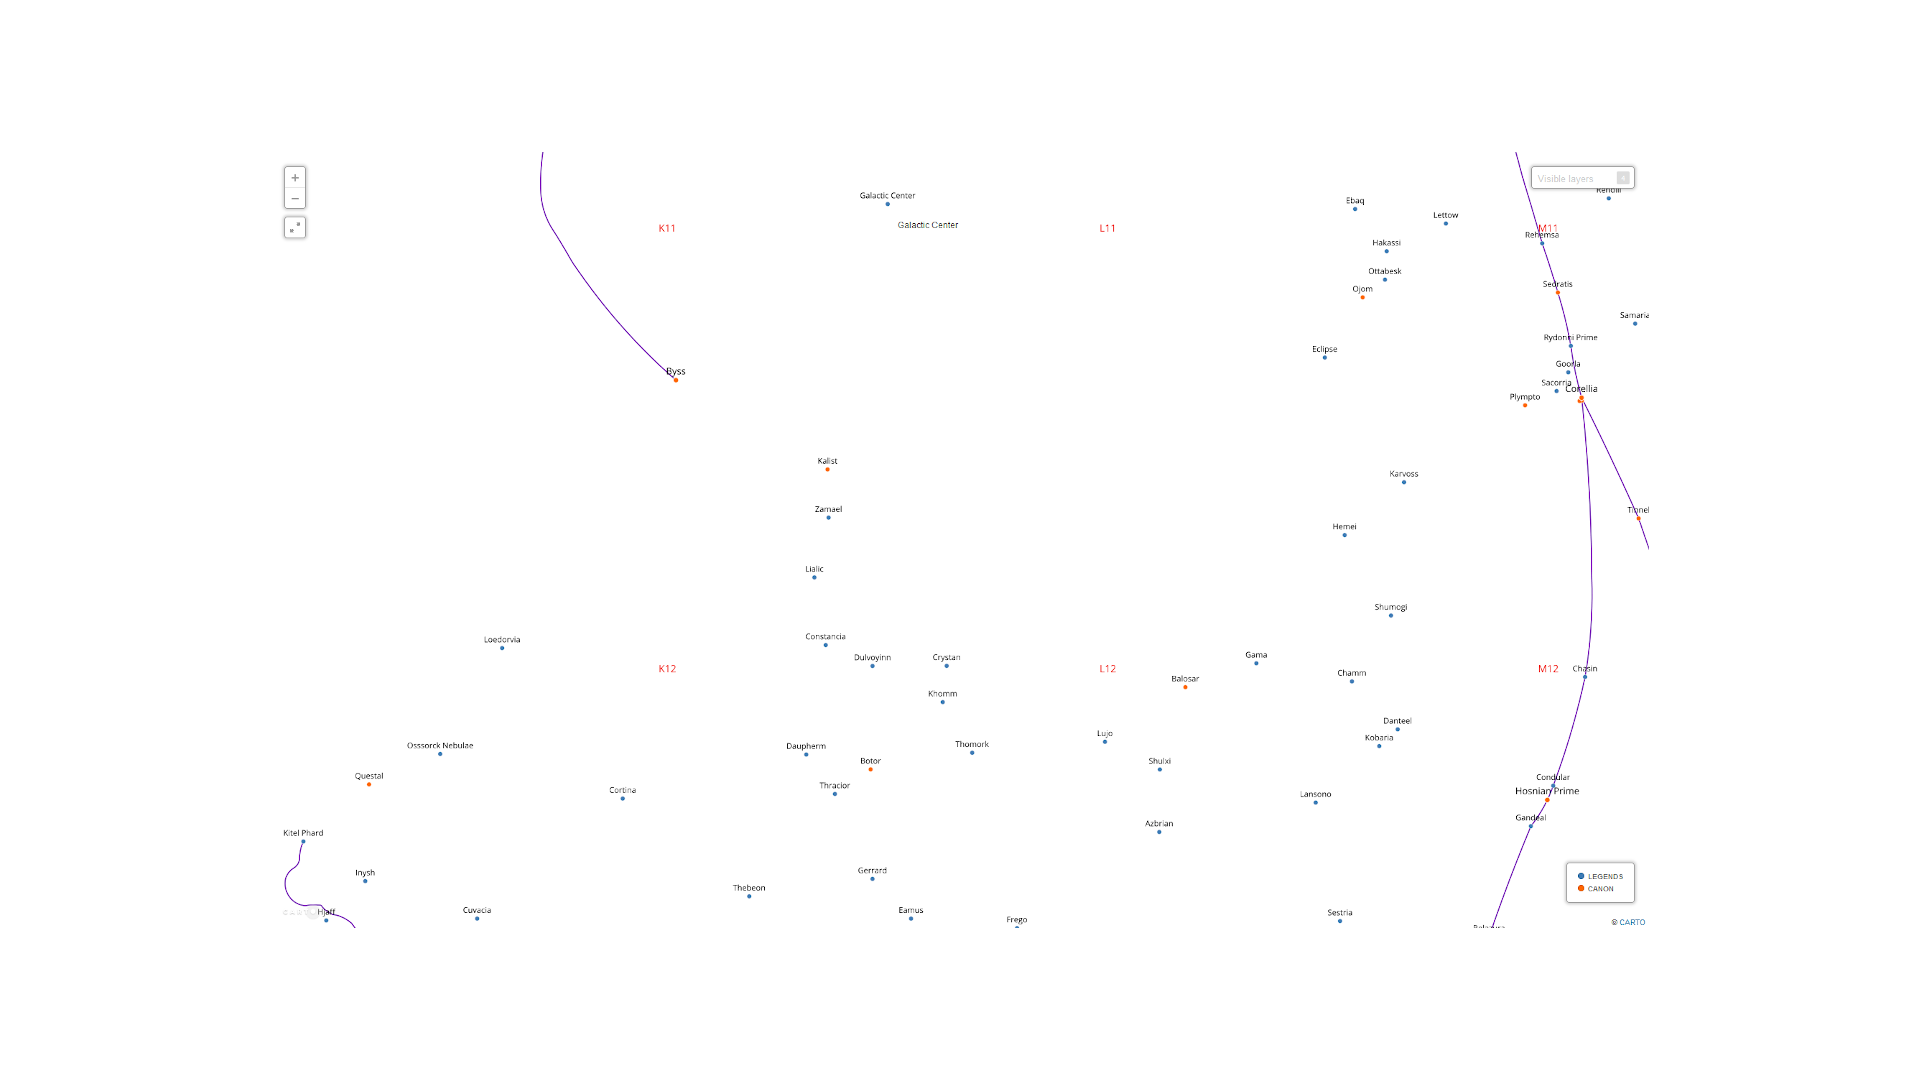 +
−
Visible layers
Rendili
Galactic Center
Galactic Center
Ebaq
Lettow
K11
L11
M11
Rehemsa
Hakassi
Ottabesk
Ojom
Sedratis
Samaria
Rydonni Prime
Eclipse
Goorla
Byss
Sacorria
Corellia
Plympto
Kalist
Karvoss
Zamael
Tinnel
Hemei
Lialic
Shumogi
Constancia
Loedorvia
Dulvoyinn
Crystan
Gama
K12
L12
M12
Chasin
Chamm
Balosar
Khomm
Danteel
Lujo
Kobaria
Osssorck Nebulae
Daupherm
Thomork
Botor
Shulxi
Questal
Condular
Thracior
Cortina
Hosnian Prime
Lansono
Gandeal
Azbrian
Kitel Phard
Gerrard
Inysh
LEGENDS
CANON
Thebeon
Cuvacia
Hjaff
Eamus
Sestria
Frego
© CARTO